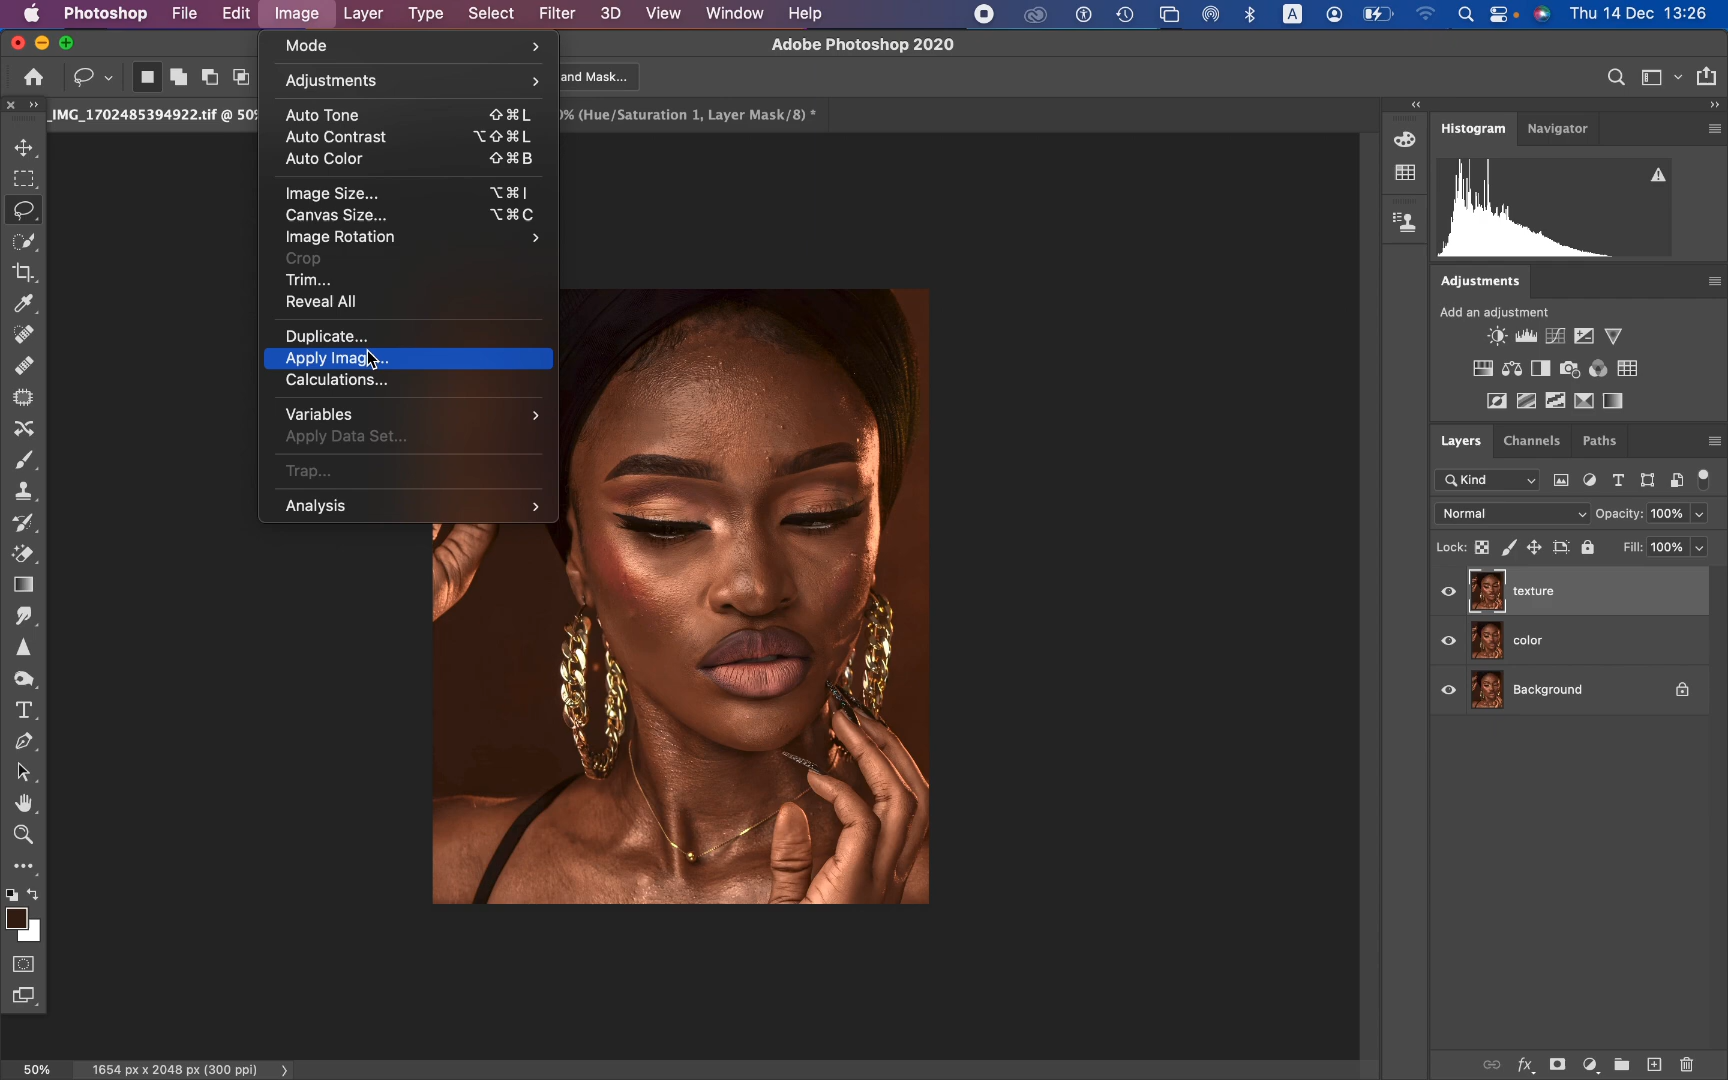 Photoshop File Edit Image Layer Type Select Filter 3D View Window Help A Thu 14 Dec 13:26
Adobe Photoshop 2020
and Mask...
_IMG_1702485394922.tif @ 50%
0% (Hue/Saturation 1, Layer Mask/8) *
Mode
Adjustments
Auto Tone ⇧⌘L
Auto Contrast ⌥⇧⌘L
Auto Color ⇧⌘B
Image Size... ⌥⌘I
Canvas Size... ⌥⌘C
Image Rotation
Crop
Trim...
Reveal All
Duplicate...
Apply Image...
Calculations...
Variables
Apply Data Set...
Trap...
Analysis
Histogram Navigator
Adjustments
Add an adjustment
Layers Channels Paths
Kind
Normal Opacity: 100%
Lock: Fill: 100%
texture
color
Background
fx
50% 1654 px x 2048 px (300 ppi)